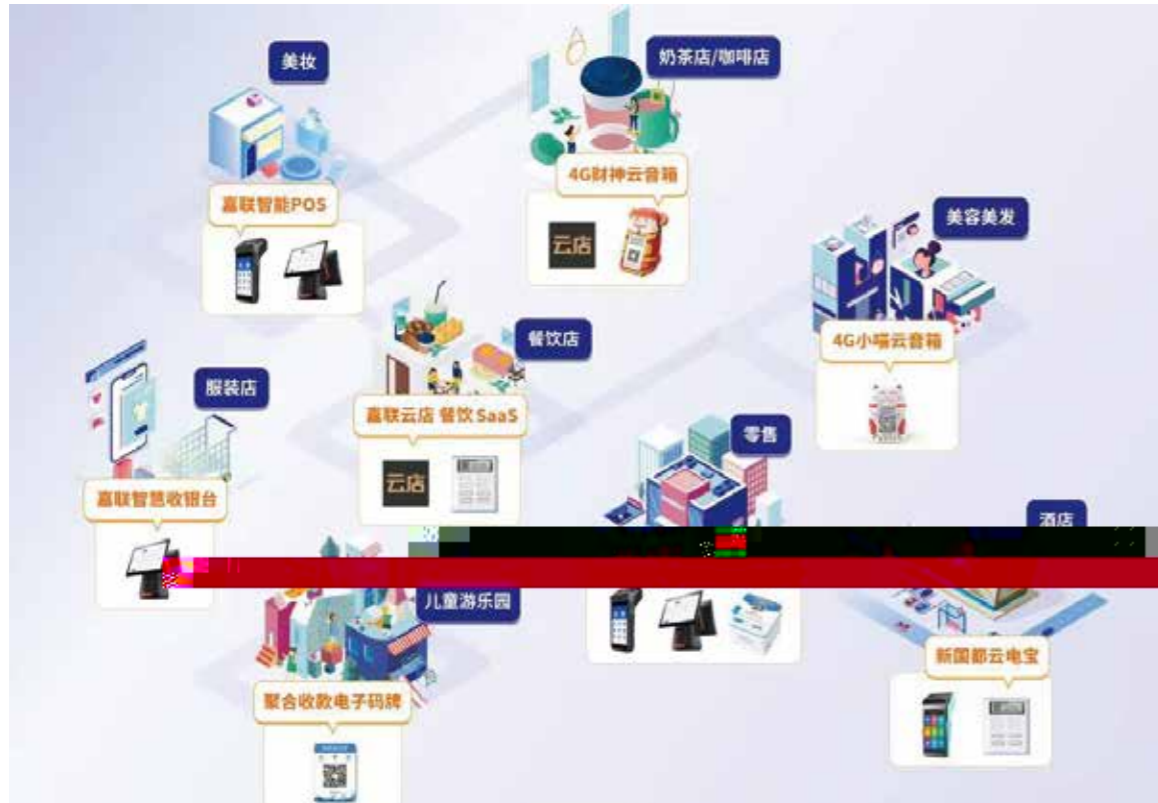 美妆
奶茶店/咖啡店
嘉联智能POS
4G财神云音箱
云店
美容美发
4G小喵云音箱
服装店
餐饮店
嘉联云店 餐饮 SaaS
云店
零售
嘉联智慧收银台
酒店
儿童游乐园
新国都云电宝
聚合收款电子码牌